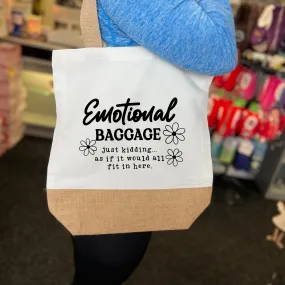 Emotional
BAGGAGE
just kidding...
as if it would all
fit in here.